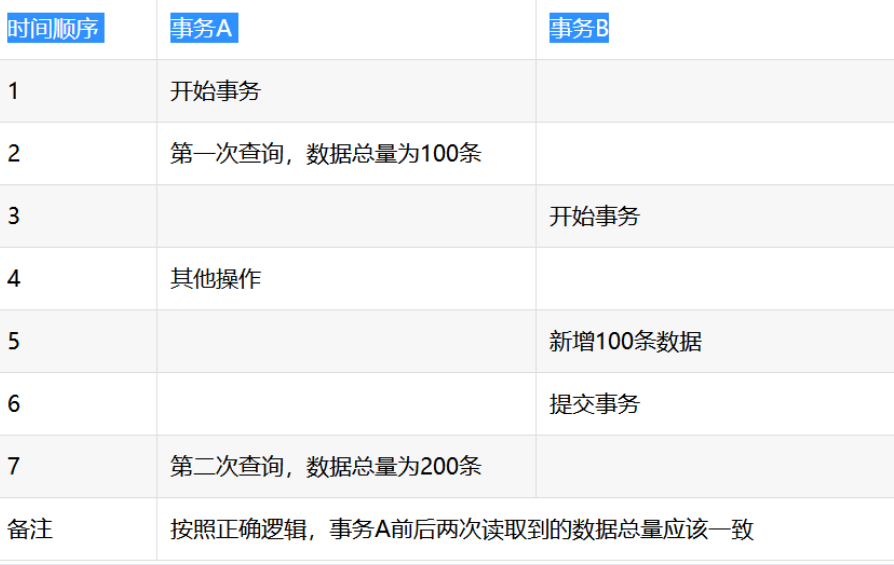 时间顺序 事务A 事务B
1 开始事务
2 第一次查询，数据总量为100条
3 开始事务
4 其他操作
5 新增100条数据
6 提交事务
7 第二次查询，数据总量为200条
备注 按照正确逻辑，事务A前后两次读取到的数据总量应该一致